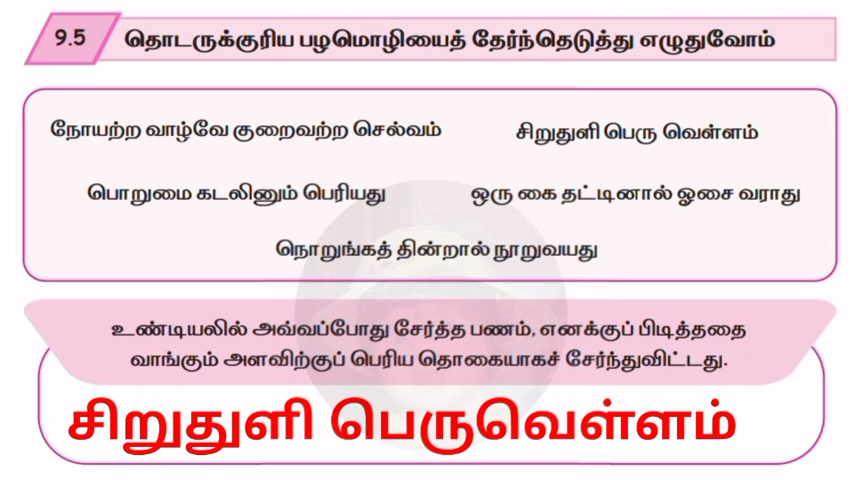 9.5 தொடருக்குரிய பழமொழியைத் தேர்ந்தெடுத்து எழுதுவோம்
நோயற்ற வாழ்வே குறைவற்ற செல்வம் சிறுதுளி பெரு வெள்ளம்
பொறுமை கடலினும் பெரியது ஒரு கை தட்டினால் ஓசை வராது
நொறுங்கத் தின்றால் நூறுவயது
உண்டியலில் அவ்வப்போது சேர்த்த பணம், எனக்குப் பிடித்ததை
வாங்கும் அளவிற்குப் பெரிய தொகையாகச் சேர்ந்துவிட்டது.
சிறுதுளி பெருவெள்ளம்